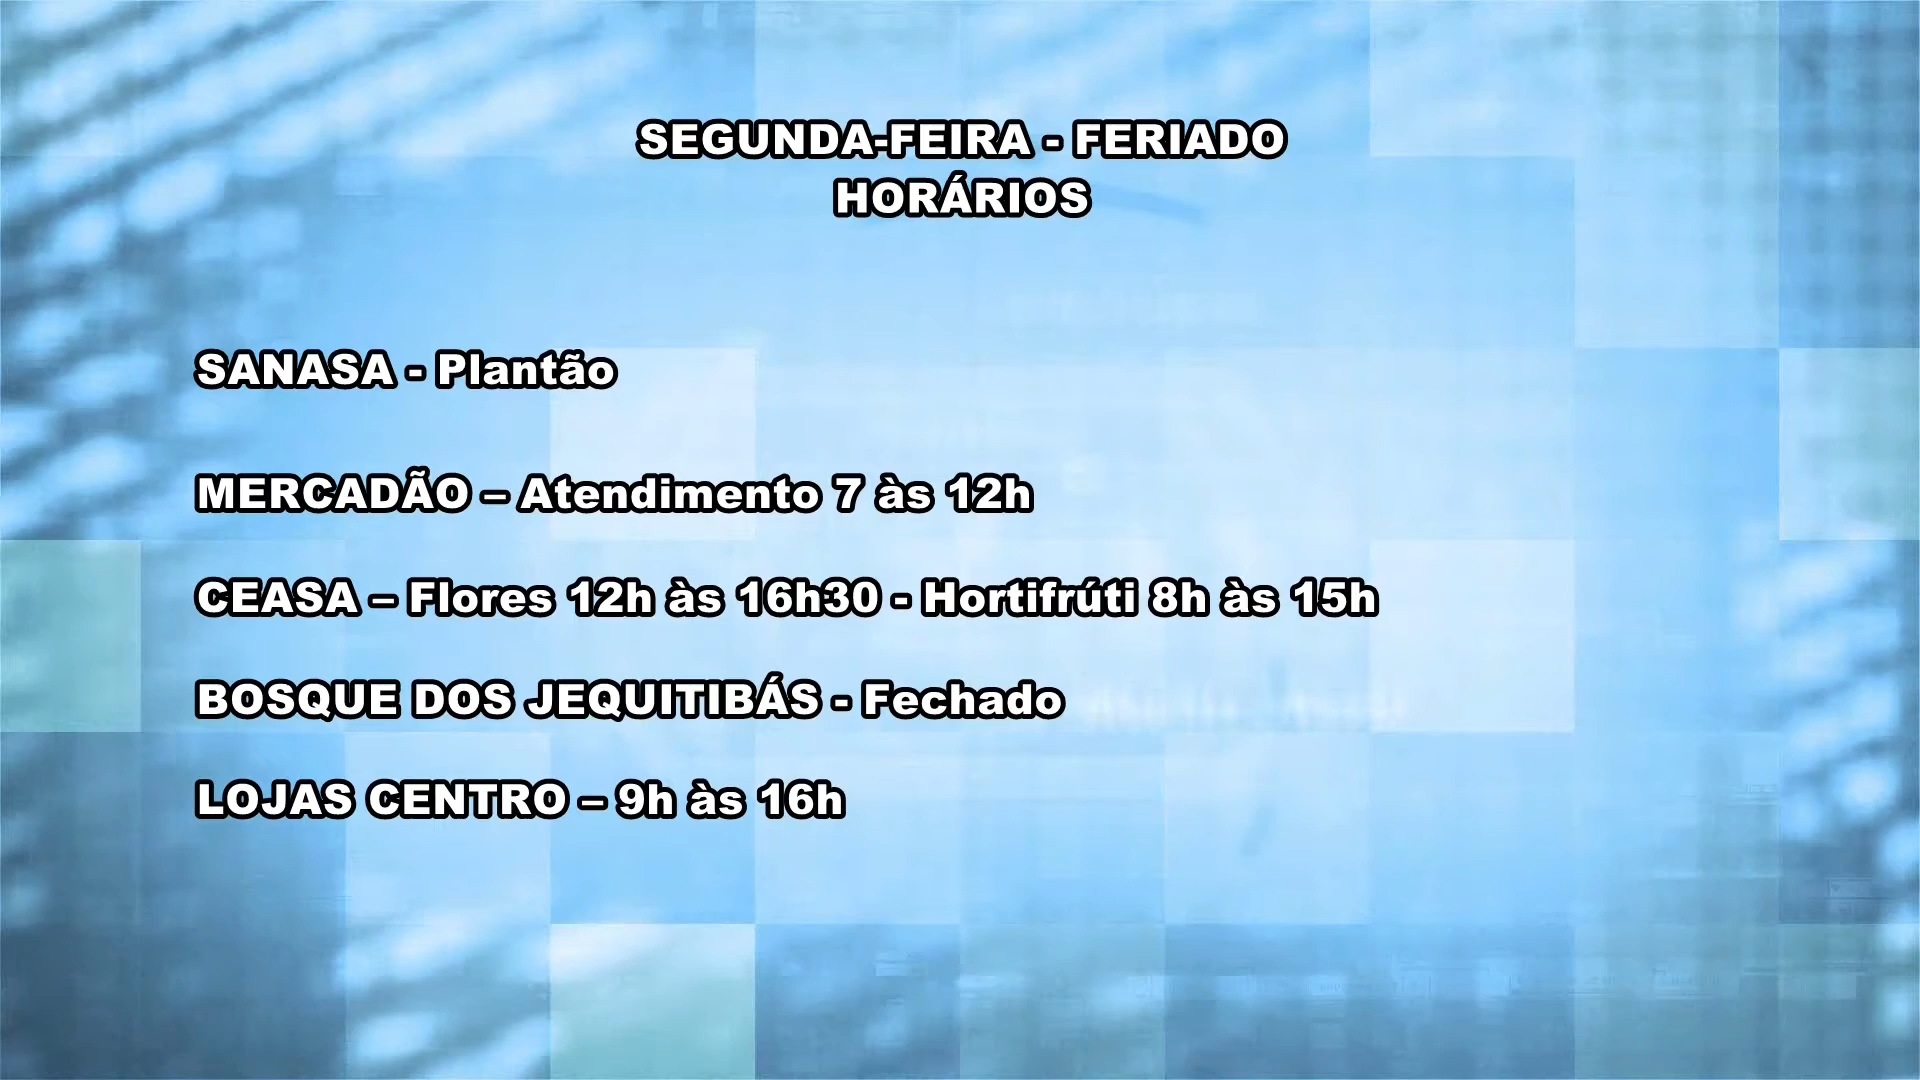 SEGUNDA-FEIRA - FERIADO
HORÁRIOS
SANASA - Plantão
MERCADÃO – Atendimento 7 às 12h
CEASA – Flores 12h às 16h30 - Hortifrúti 8h às 15h
BOSQUE DOS JEQUITIBÁS - Fechado
LOJAS CENTRO – 9h às 16h